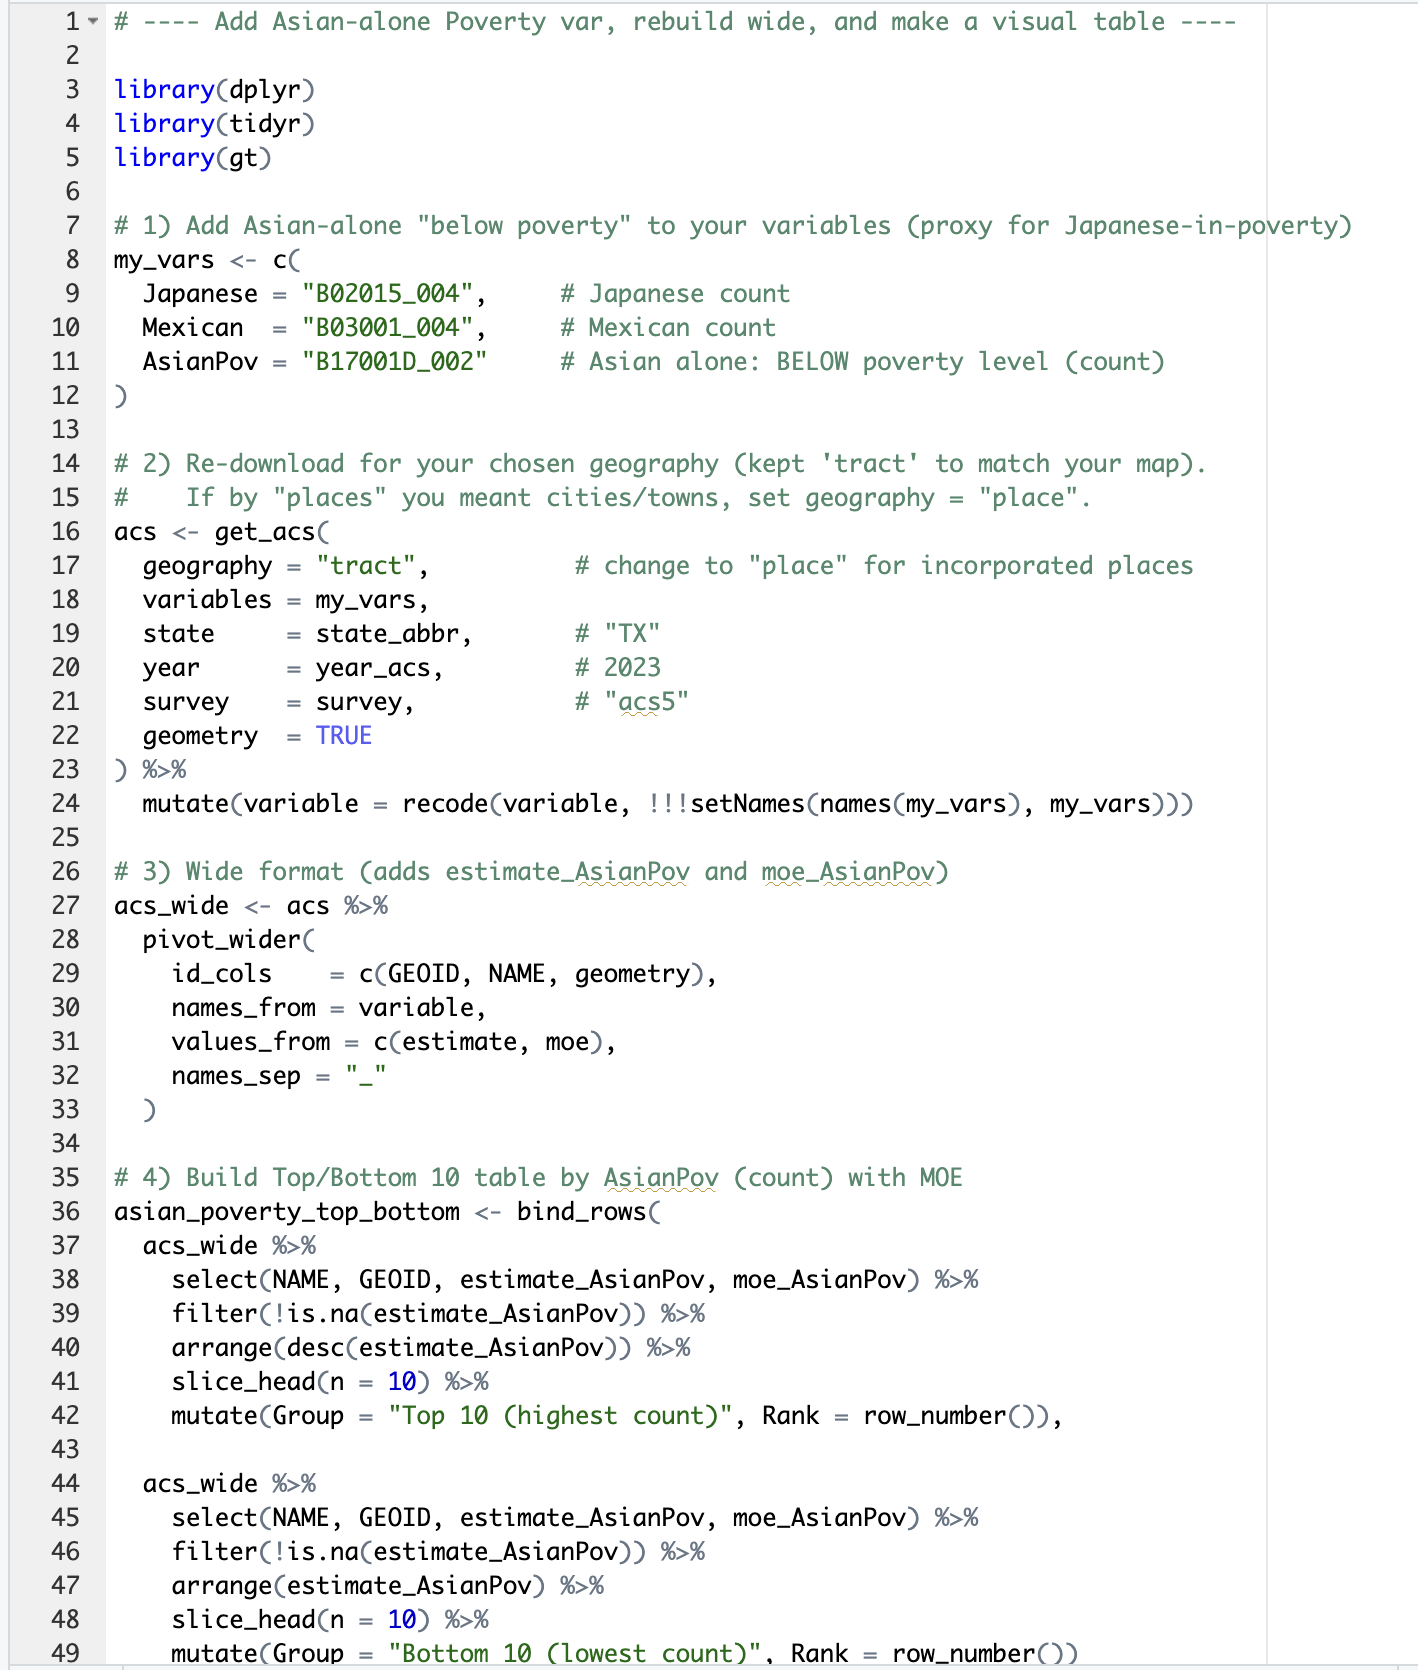 1 # ---- Add Asian-alone Poverty var, rebuild wide, and make a visual table ----
2
3 library(dplyr)
4 library(tidyr)
5 library(gt)
6
7 # 1) Add Asian-alone "below poverty" to your variables (proxy for Japanese-in-poverty)
8 my_vars <- c(
9   Japanese = "B02015_004",     # Japanese count
10   Mexican  = "B03001_004",     # Mexican count
11   AsianPov = "B17001D_002"     # Asian alone: BELOW poverty level (count)
12 )
13
14 # 2) Re-download for your chosen geography (kept 'tract' to match your map).
15 #    If by "places" you meant cities/towns, set geography = "place".
16 acs <- get_acs(
17   geography = "tract",          # change to "place" for incorporated places
18   variables = my_vars,
19   state     = state_abbr,       # "TX"
20   year      = year_acs,         # 2023
21   survey    = survey,           # "acs5"
22   geometry  = TRUE
23 ) %>%
24   mutate(variable = recode(variable, !!!setNames(names(my_vars), my_vars)))
25
26 # 3) Wide format (adds estimate_AsianPov and moe_AsianPov)
27 acs_wide <- acs %>%
28   pivot_wider(
29     id_cols    = c(GEOID, NAME, geometry),
30     names_from = variable,
31     values_from = c(estimate, moe),
32     names_sep = "_"
33   )
34
35 # 4) Build Top/Bottom 10 table by AsianPov (count) with MOE
36 asian_poverty_top_bottom <- bind_rows(
37   acs_wide %>%
38     select(NAME, GEOID, estimate_AsianPov, moe_AsianPov) %>%
39     filter(!is.na(estimate_AsianPov)) %>%
40     arrange(desc(estimate_AsianPov)) %>%
41     slice_head(n = 10) %>%
42     mutate(Group = "Top 10 (highest count)", Rank = row_number()),
43
44   acs_wide %>%
45     select(NAME, GEOID, estimate_AsianPov, moe_AsianPov) %>%
46     filter(!is.na(estimate_AsianPov)) %>%
47     arrange(estimate_AsianPov) %>%
48     slice_head(n = 10) %>%
49     mutate(Group = "Bottom 10 (lowest count)", Rank = row_number())